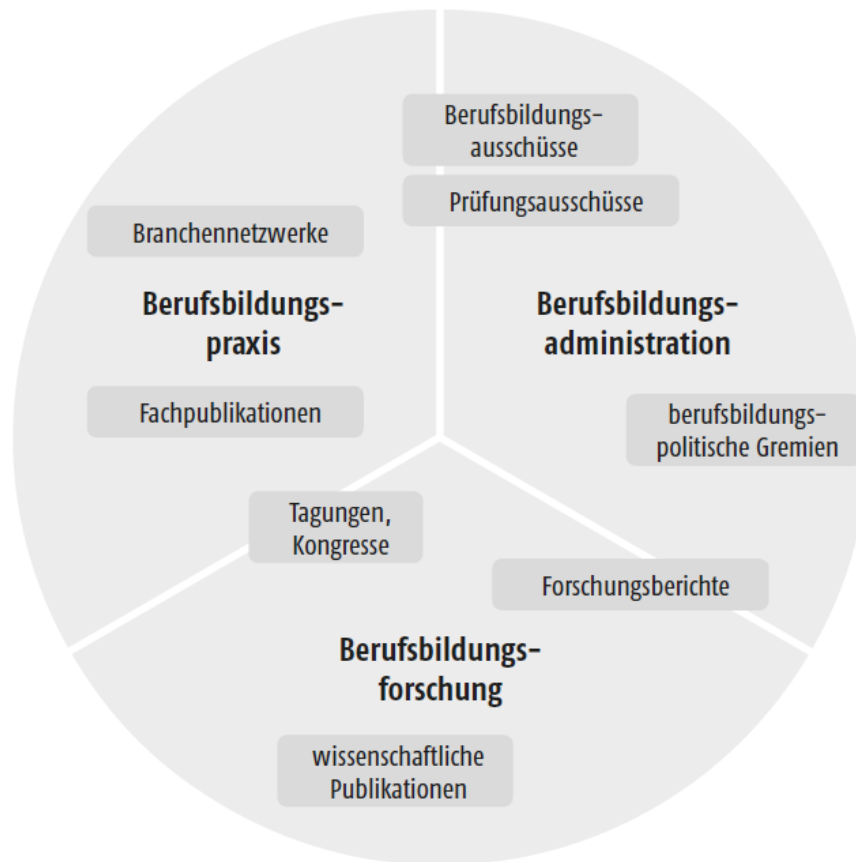 Berufsbildungs-
ausschüsse
Prüfungsausschüsse
Branchennetzwerke
Berufsbildungs-
praxis
Berufsbildungs-
administration
Fachpublikationen
berufsbildungs-
politische Gremien
Tagungen,
Kongresse
Forschungsberichte
Berufsbildungs-
forschung
wissenschaftliche
Publikationen